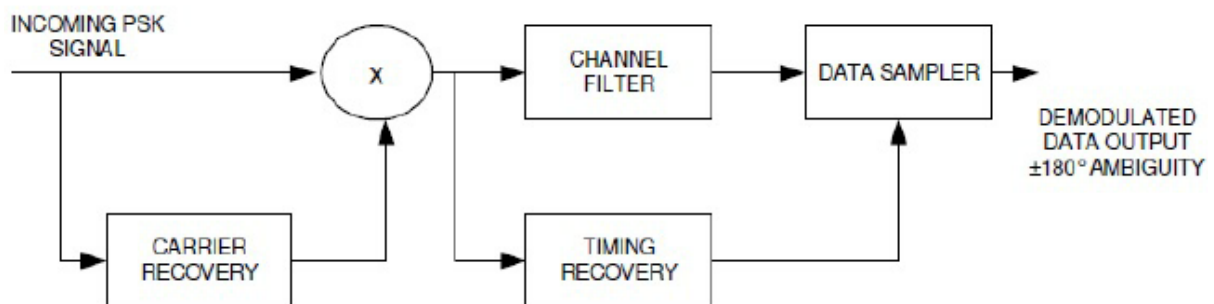 INCOMING PSK
SIGNAL
X
CHANNEL
FILTER
DATA SAMPLER
DEMODULATED
DATA OUTPUT
±180° AMBIGUITY
CARRIER
RECOVERY
TIMING
RECOVERY